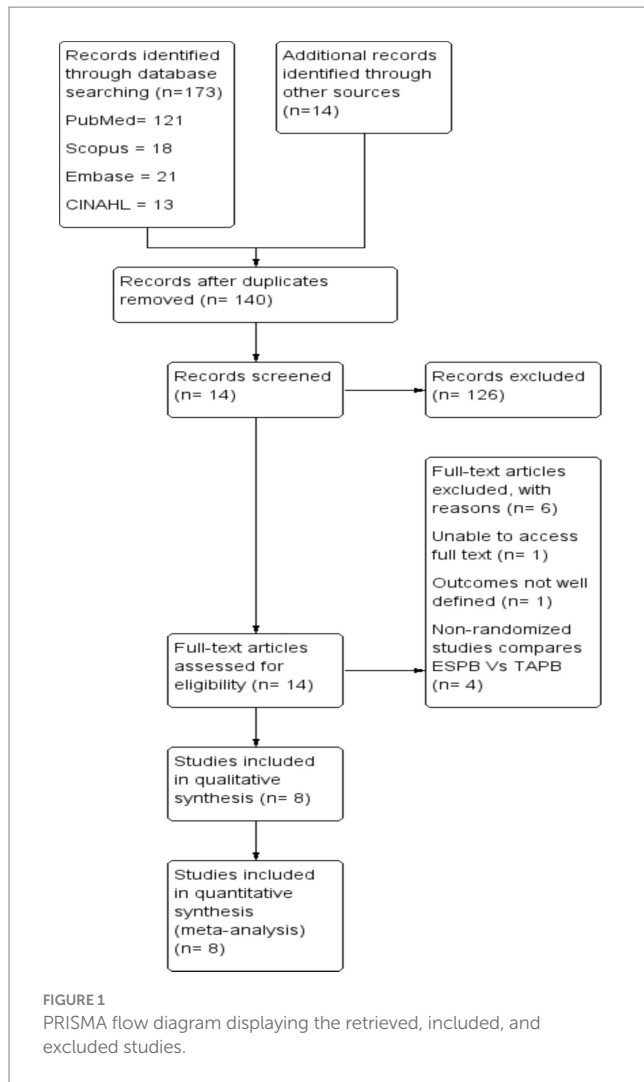 Records identified
through database
searching (n=173)
PubMed= 121
Scopus = 18
Embase = 21
CINAHL = 13
Additional records
identified through
other sources
(n=14)
Records after duplicates
removed (n= 140)
Records screened
(n= 14)
Records excluded
(n= 126)
Full-text articles
excluded, with
reasons (n= 6)
Unable to access
full text (n= 1)
Outcomes not well
defined (n= 1)
Non-randomized
studies compares
ESPB Vs TAPB
(n= 4)
Full-text articles
assessed for
eligibility (n= 14)
Studies included
in qualitative
synthesis (n= 8)
Studies included
in quantitative
synthesis
(meta-analysis)
(n= 8)
FIGURE 1
PRISMA flow diagram displaying the retrieved, included, and
excluded studies.